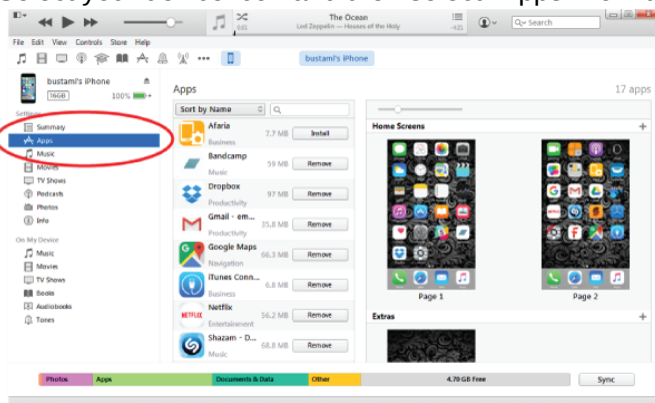 The Ocean
Led Zeppelin — Houses of the Holy
0:01
-4:21
Search
File Edit View Controls Store Help
bustami's iPhone
bustami's iPhone
16GB 100%
Settings
Summary
Apps
Music
Movies
TV Shows
Podcasts
Photos
Info
On My Device
Music
Movies
TV Shows
Books
Audiobooks
Tones
Apps 17 apps
Sort by Name
Afaria
Business
7.7 MB Install
Bandcamp
Music
59 MB Remove
Dropbox
Productivity
97 MB Remove
Gmail - em...
Productivity
35.8 MB Remove
Google Maps
Navigation
66.3 MB Remove
iTunes Conn...
Business
6.8 MB Remove
Netflix
Entertainment
56.2 MB Remove
Shazam - D...
Music
68.8 MB Remove
NETFLIX
Home Screens
Page 1 Page 2
Extras
Photos Apps Documents & Data Other 4.70 GB Free Sync